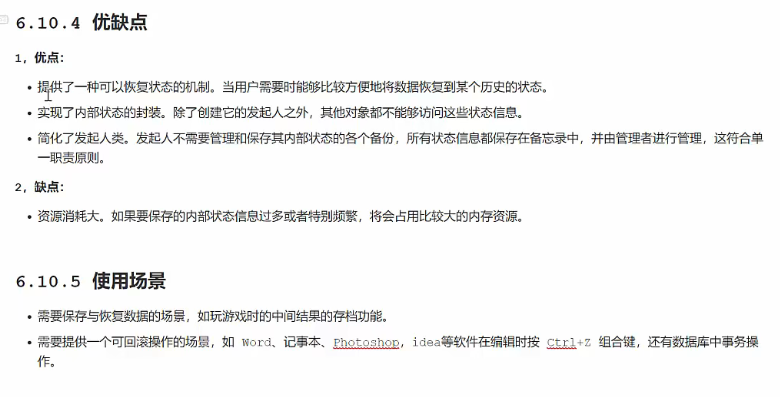 6.10.4 优缺点
1，优点：
• 提供了一种可以恢复状态的机制。当用户需要时能够比较方便地将数据恢复到某个历史的状态。
• 实现了内部状态的封装。除了创建它的发起人之外，其他对象都不能够访问这些状态信息。
• 简化了发起人类。发起人不需要管理和保存其内部状态的各个备份，所有状态信息都保存在备忘录中，并由管理者进行管理，这符合单
一职责原则。
2，缺点：
• 资源消耗大。如果要保存的内部状态信息过多或者特别频繁，将会占用比较大的内存资源。
6.10.5 使用场景
• 需要保存与恢复数据的场景，如玩游戏时的中间结果的存档功能。
• 需要提供一个可回滚操作的场景，如 Word、记事本、Photoshop，idea等软件在编辑时按 Ctrl+Z 组合键，还有数据库中事务操
作。